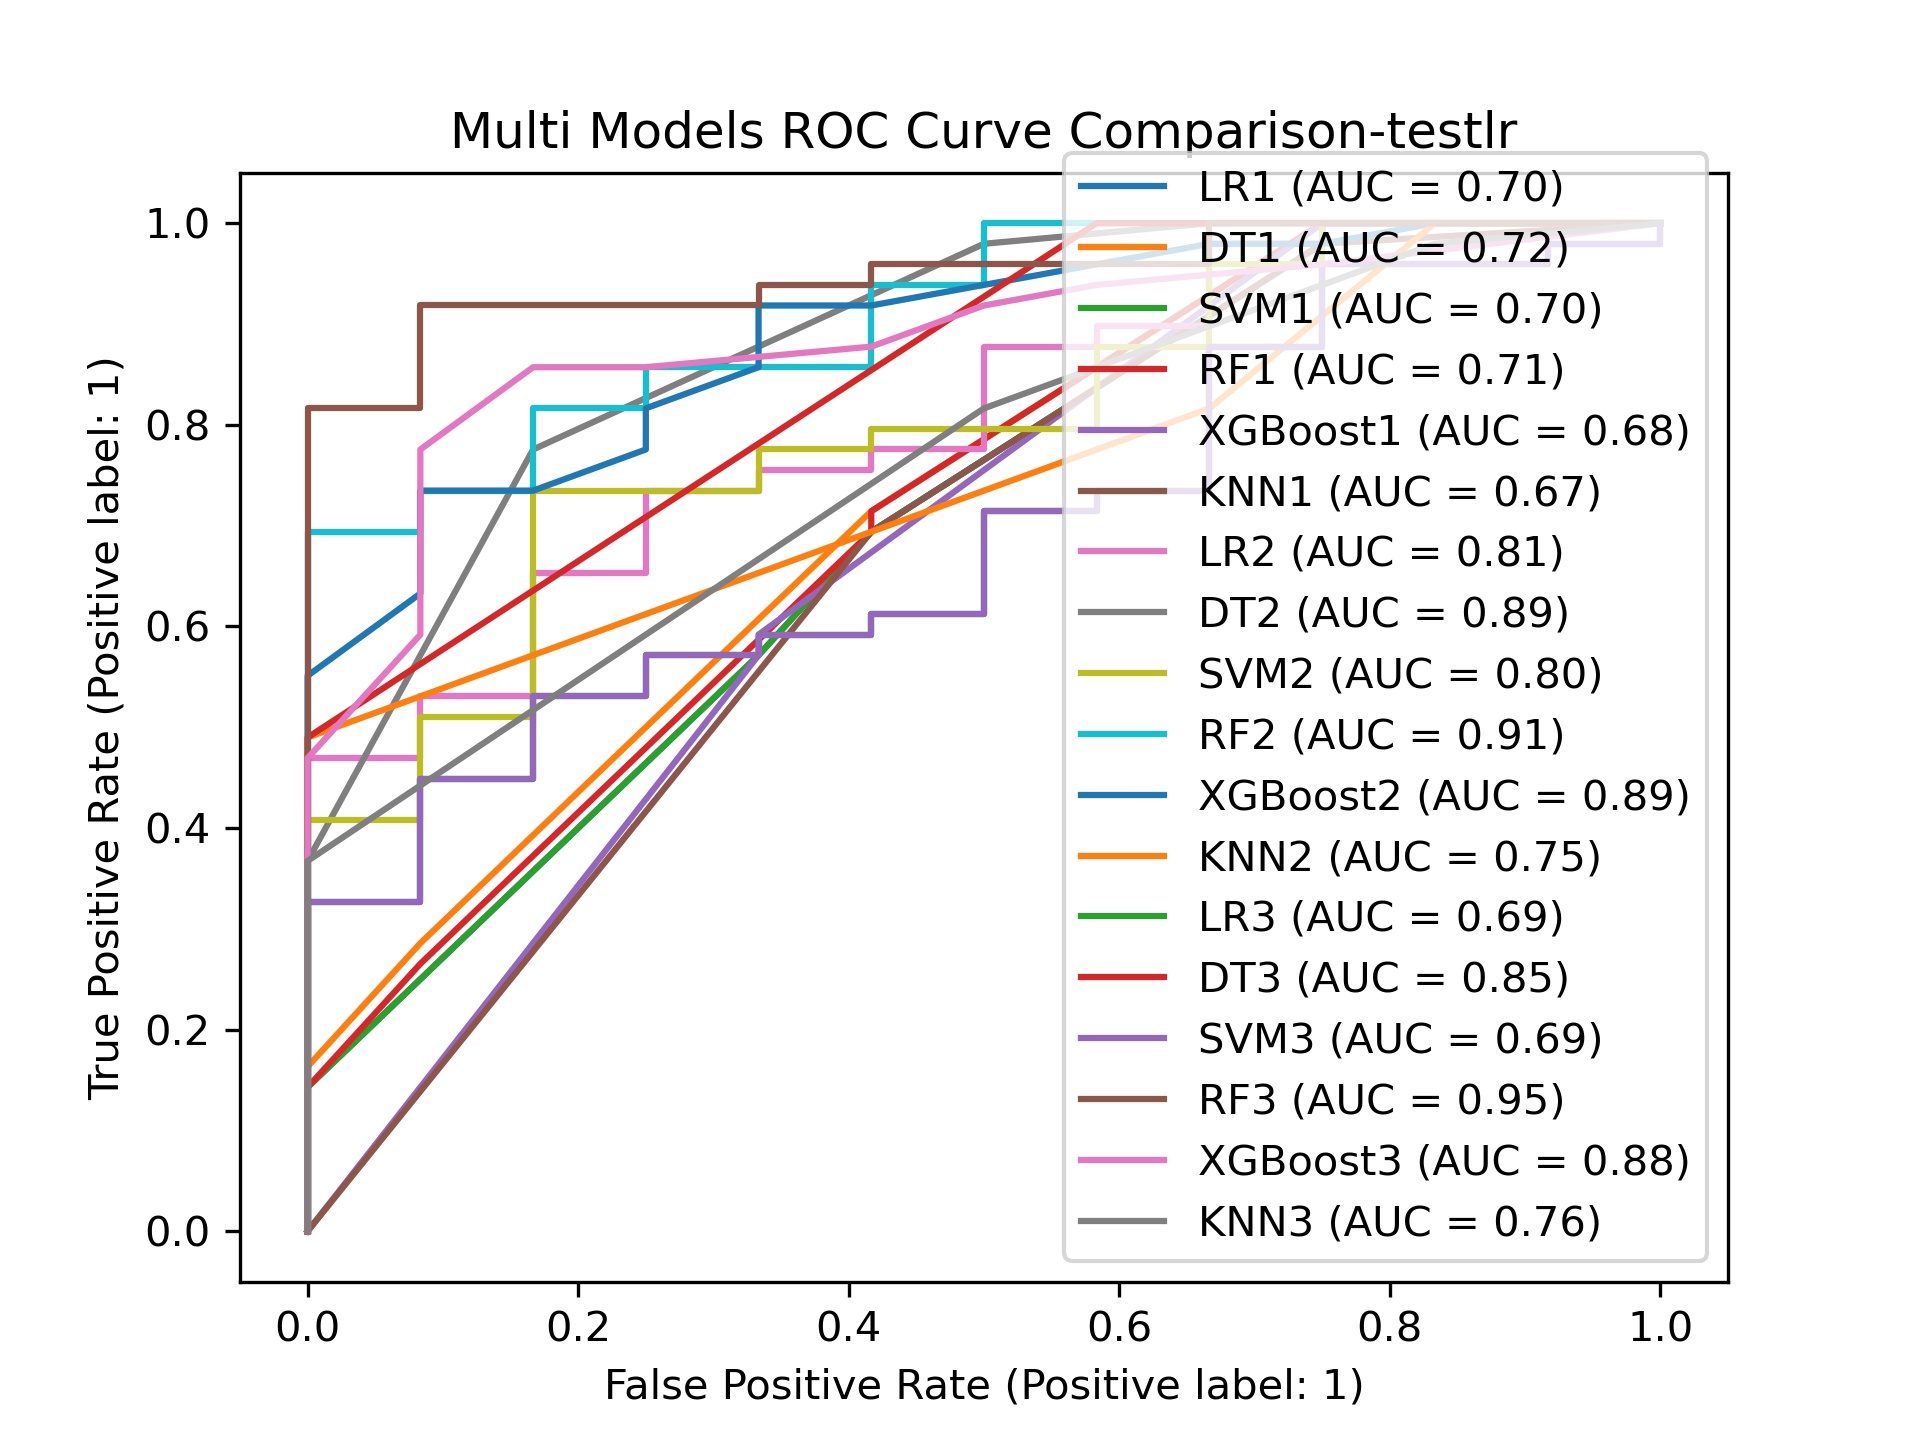 Multi Models ROC Curve Comparison-testlr
True Positive Rate (Positive label: 1)
1.0
0.8
0.6
0.4
0.2
0.0
LR1 (AUC = 0.70)
DT1 (AUC = 0.72)
SVM1 (AUC = 0.70)
RF1 (AUC = 0.71)
XGBoost1 (AUC = 0.68)
KNN1 (AUC = 0.67)
LR2 (AUC = 0.81)
DT2 (AUC = 0.89)
SVM2 (AUC = 0.80)
RF2 (AUC = 0.91)
XGBoost2 (AUC = 0.89)
KNN2 (AUC = 0.75)
LR3 (AUC = 0.69)
DT3 (AUC = 0.85)
SVM3 (AUC = 0.69)
RF3 (AUC = 0.95)
XGBoost3 (AUC = 0.88)
KNN3 (AUC = 0.76)
0.0 0.2 0.4 0.6 0.8 1.0
False Positive Rate (Positive label: 1)